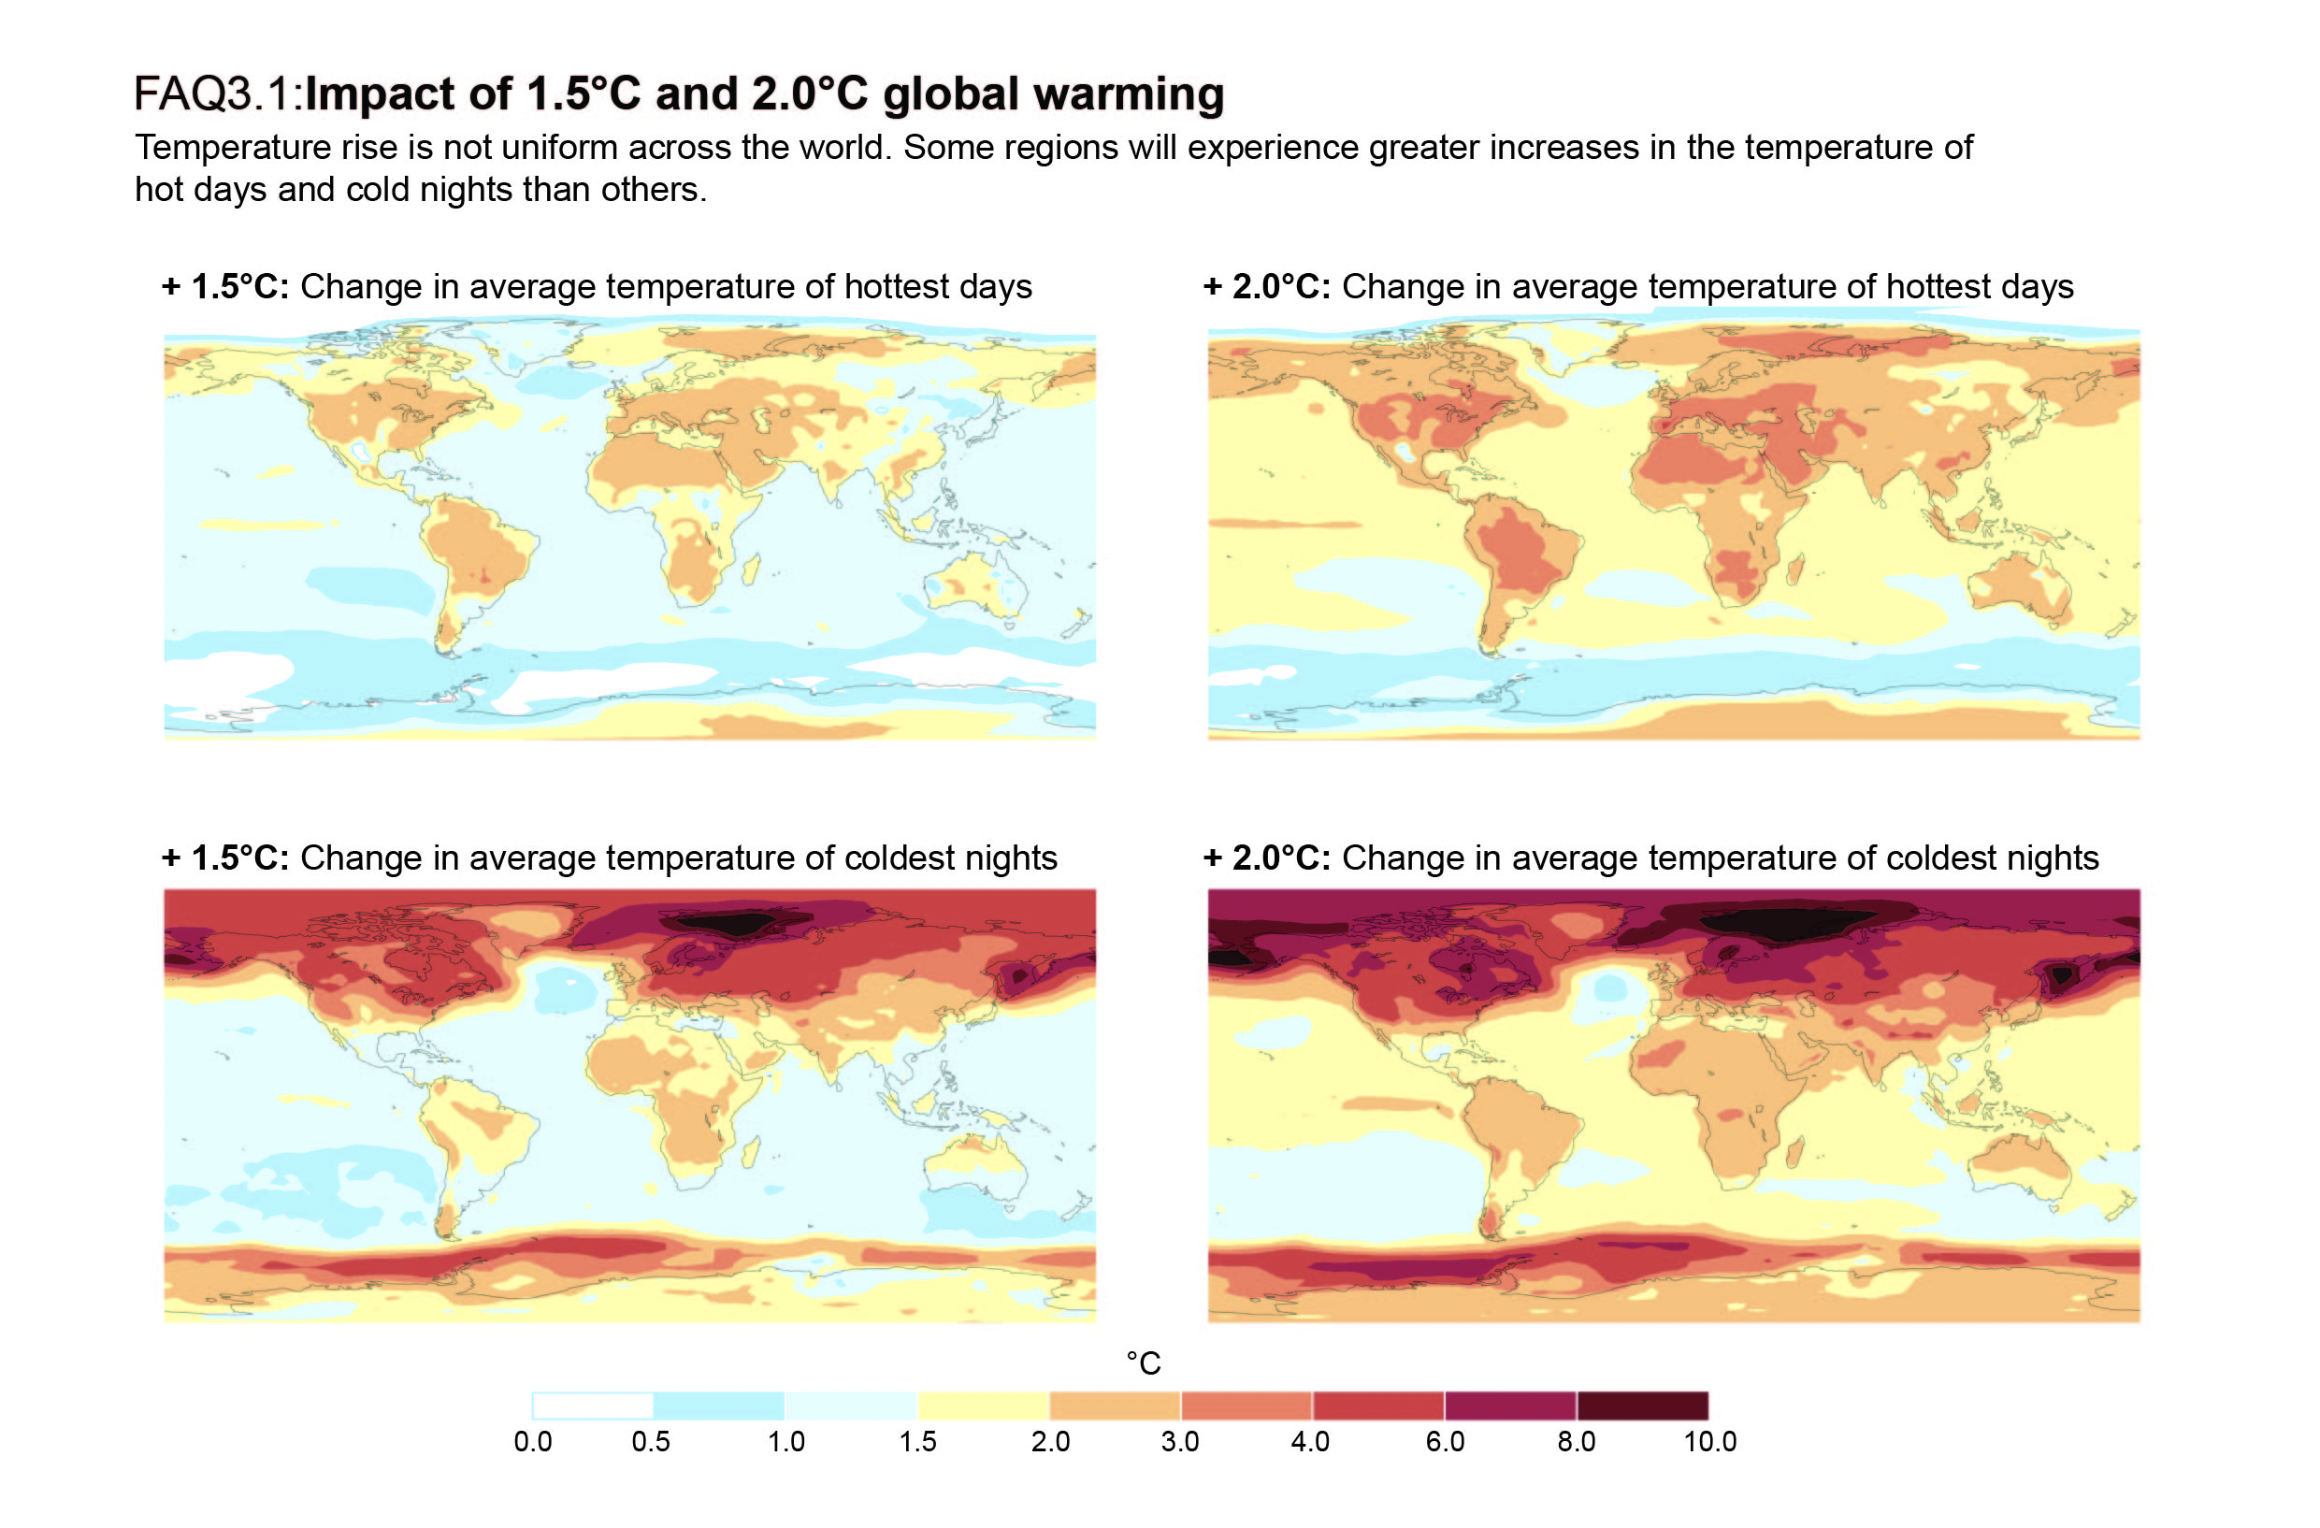 FAQ3.1:Impact of 1.5°C and 2.0°C global warming
Temperature rise is not uniform across the world. Some regions will experience greater increases in the temperature of
hot days and cold nights than others.
+ 1.5°C: Change in average temperature of hottest days
+ 2.0°C: Change in average temperature of hottest days
+ 1.5°C: Change in average temperature of coldest nights
+ 2.0°C: Change in average temperature of coldest nights
°C
0.0 0.5 1.0 1.5 2.0 3.0 4.0 6.0 8.0 10.0